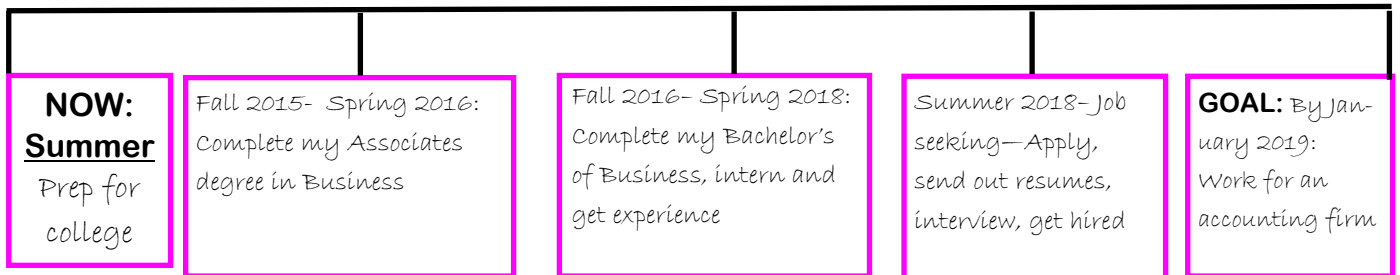 NOW:
Summer
Prep for
college
Fall 2015- Spring 2016:
Complete my Associates
degree in Business
Fall 2016– Spring 2018:
Complete my Bachelor's
of Business, intern and
get experience
Summer 2018–Job
seeking—Apply,
send out resumes,
interview, get hired
GOAL: By Jan-
uary 2019:
Work for an
accounting firm